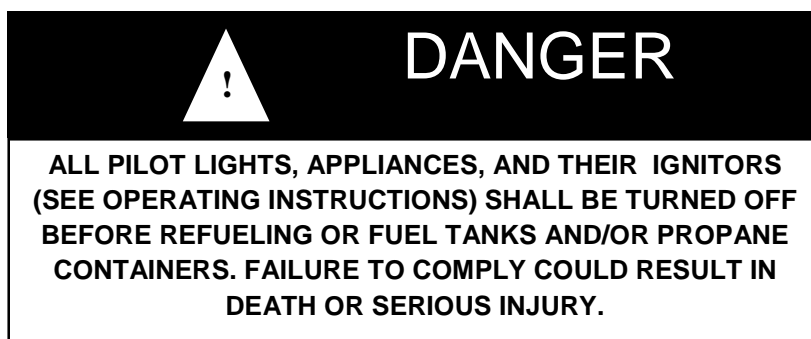 ! DANGER
ALL PILOT LIGHTS, APPLIANCES, AND THEIR IGNITORS
(SEE OPERATING INSTRUCTIONS) SHALL BE TURNED OFF
BEFORE REFUELING OR FUEL TANKS AND/OR PROPANE
CONTAINERS. FAILURE TO COMPLY COULD RESULT IN
DEATH OR SERIOUS INJURY.